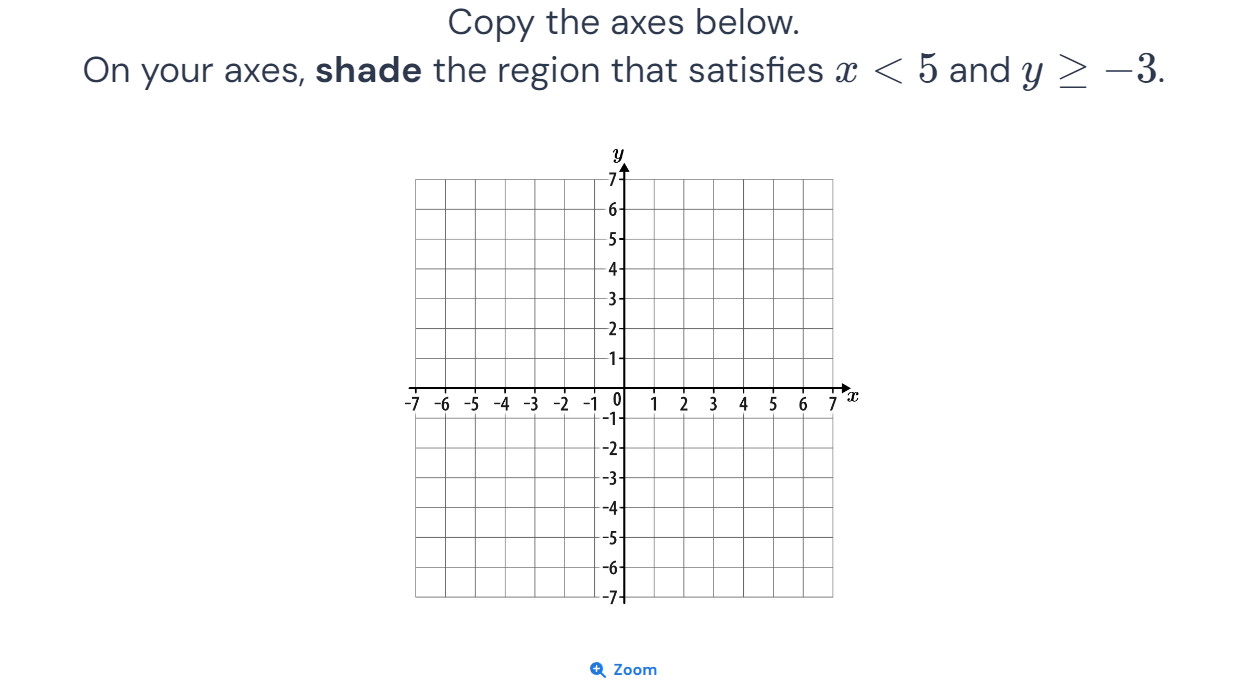 Copy the axes below.
On your axes, shade the region that satisfies x < 5 and y ≥ −3.
y
7
6
5
4
3
2
1
-7 -6 -5 -4 -3 -2 -1 0 1 2 3 4 5 6 7 x
-1
-2
-3
-4
-5
-6
-7
Zoom